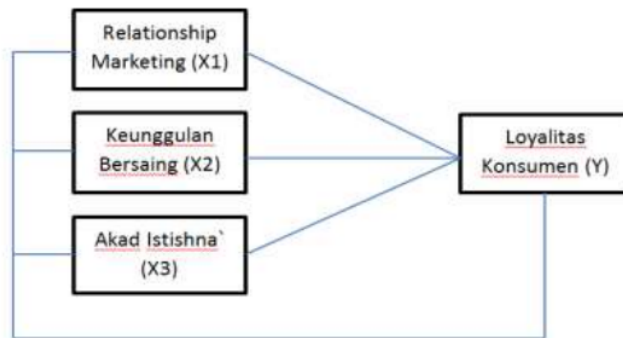 Relationship
Marketing (X1)
Keunggulan
Bersaing (X2)
Akad Istishna`
(X3)
Loyalitas
Konsumen (Y)